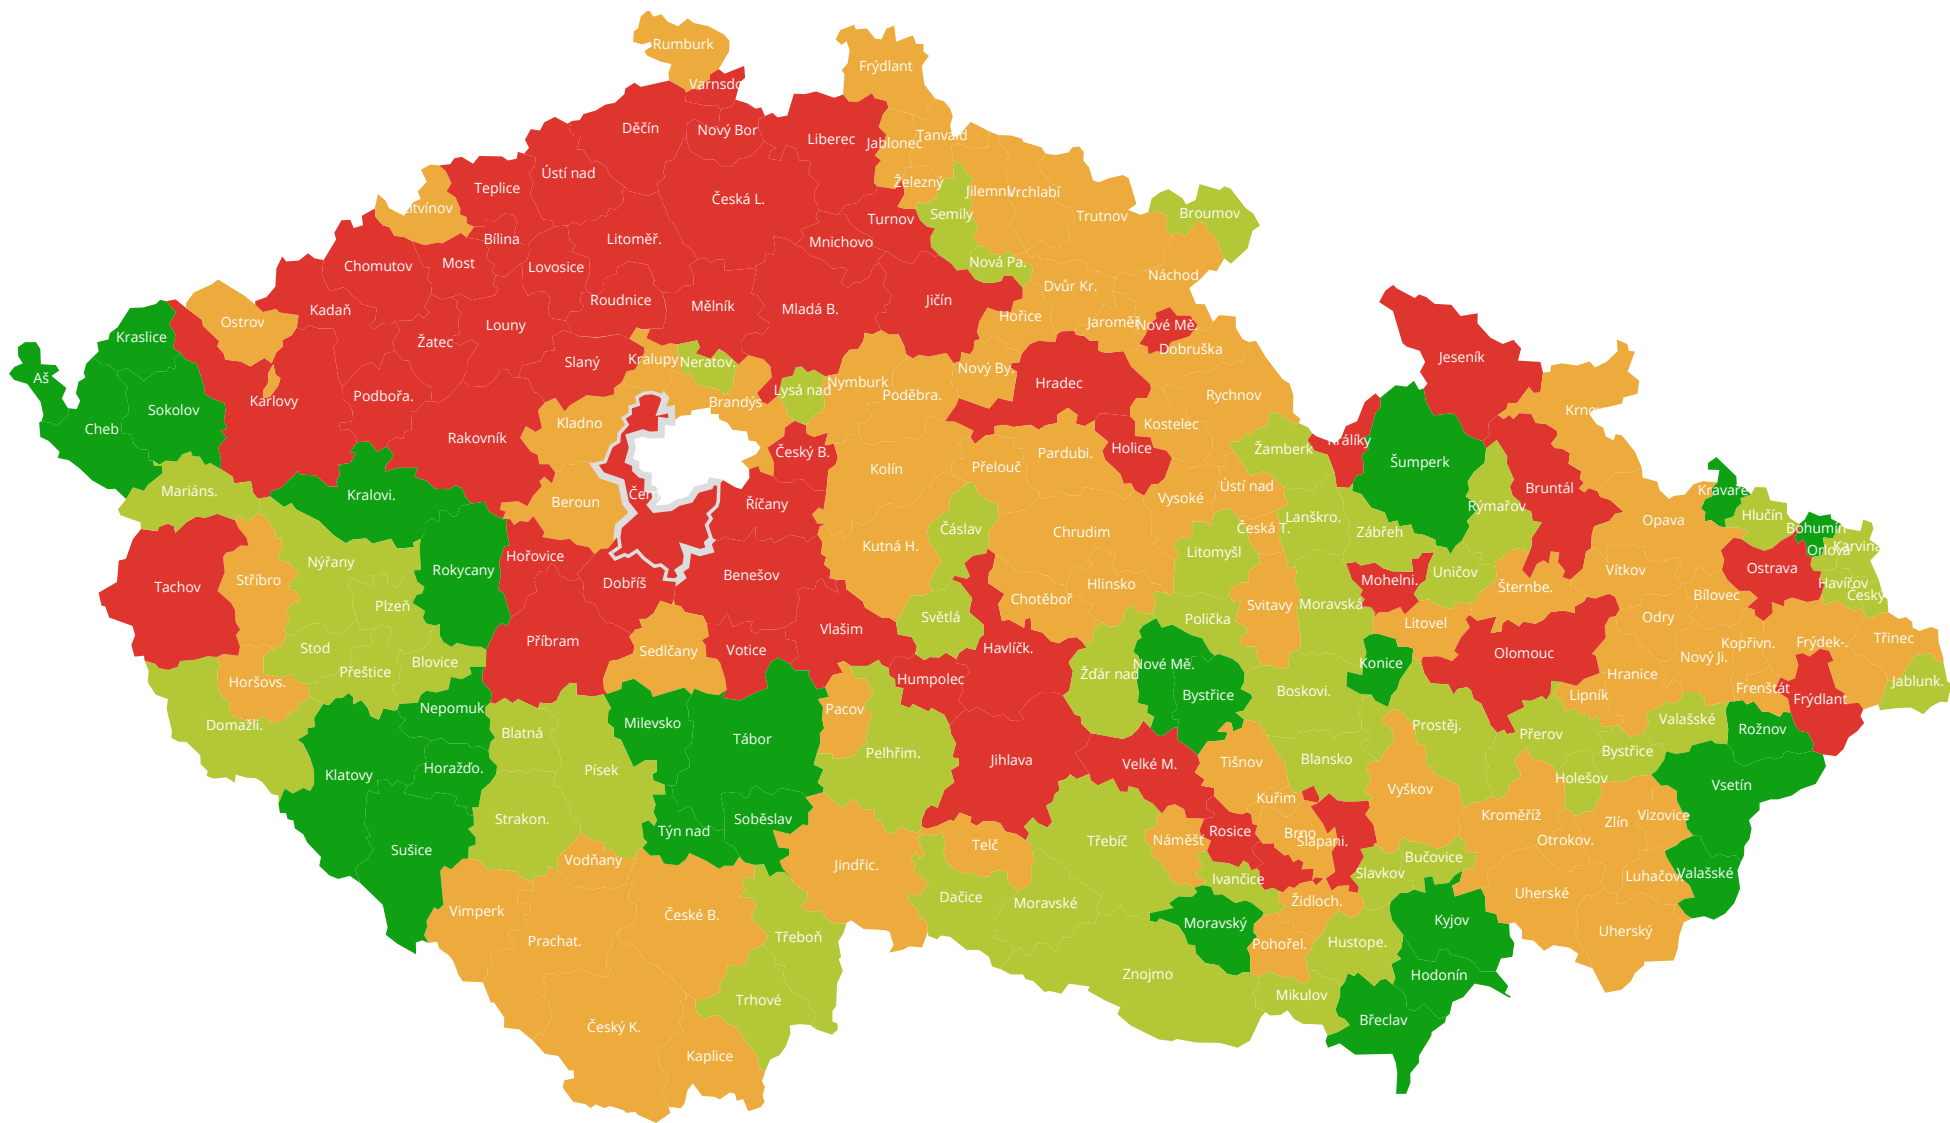 Rumburk
Frýdlant
Varnsdo
Děčín
Nový Bor
Liberec
Jablonec
Tanvald
Ústí nad
Teplice
Železný
Jilemni
Vrchlabí
Česká L.
Semily
Turnov
Trutnov
Broumov
Bílina
Litoměř.
Mnichovo
Most
Chomutov
Lovosice
Nová Pa.
Náchod
Dvůr Kr.
Kadaň
Roudnice
Mělník
Mladá B.
Jičín
Hořice
Jaroměř
Nové Mě.
Ostrov
Louny
Kraslice
Žatec
Dobruška
Jeseník
Slaný
Kralupy
Neratov.
Nový By.
Aš
Nymburk
Lysá nad
Poděbra.
Hradec
Rychnov
Podbořa.
Karlovy
Brandýs
Sokolov
Krno
Kladno
Kostelec
Cheb
Rakovník
Králíky
Český B.
Holice
Žamberk
Pardubi.
Šumperk
Kolín
Přelouč
Mariáns.
Kralovi.
Ústí nad
Bruntál
Kravaře
Čern
Beroun
Říčany
Vysoké
Rýmařov
Lanškro.
Hlučín
Opava
Čáslav
Chrudim
Česká T.
Zábřeh
Bohumín
Kutná H.
Hořovice
Litomyšl
Orlová
Karviná
Nýřany
Rokycany
Benešov
Uničov
Vítkov
Ostrava
Stříbro
Dobříš
Hlinsko
Mohelni.
Havířov
Tachov
Šternbe.
Bílovec
Český
Plzeň
Chotěboř
Svitavy
Moravská
Světlá
Polička
Odry
Litovel
Vlašim
Příbram
Třinec
Stod
Sedlčany
Votice
Havlíčk.
Kopřivn.
Frýdek-.
Olomouc
Nový Ji.
Blovice
Nové Mě.
Konice
Přeštice
Žďár nad
Hranice
Horšovs.
Humpolec
Jablunk.
Bystřice
Boskovi.
Lipník
Frenštát
Frýdlant
Nepomuk
Pacov
Domažli.
Milevsko
Valašské
Prostěj.
Rožnov
Blatná
Tábor
Přerov
Pelhřim.
Bystřice
Jihlava
Velké M.
Tišnov
Blansko
Horažďo.
Písek
Klatovy
Holešov
Vsetín
Vyškov
Kuřim
Strakon.
Soběslav
Kroměříž
Vizovice
Zlín
Týn nad
Rosice
Brno
Telč
Třebíč
Náměšť
Šlapani.
Otrokov.
Sušice
Bučovice
Vodňany
Jindřic.
Slavkov
Luhačov.
Valašské
Ivančice
Uherské
Dačice
Židloch.
Moravské
Vimperk
České B.
Kyjov
Moravský
Uherský
Třeboň
Prachat.
Hustope.
Pohořel.
Znojmo
Hodonín
Mikulov
Trhové
Břeclav
Český K.
Kaplice